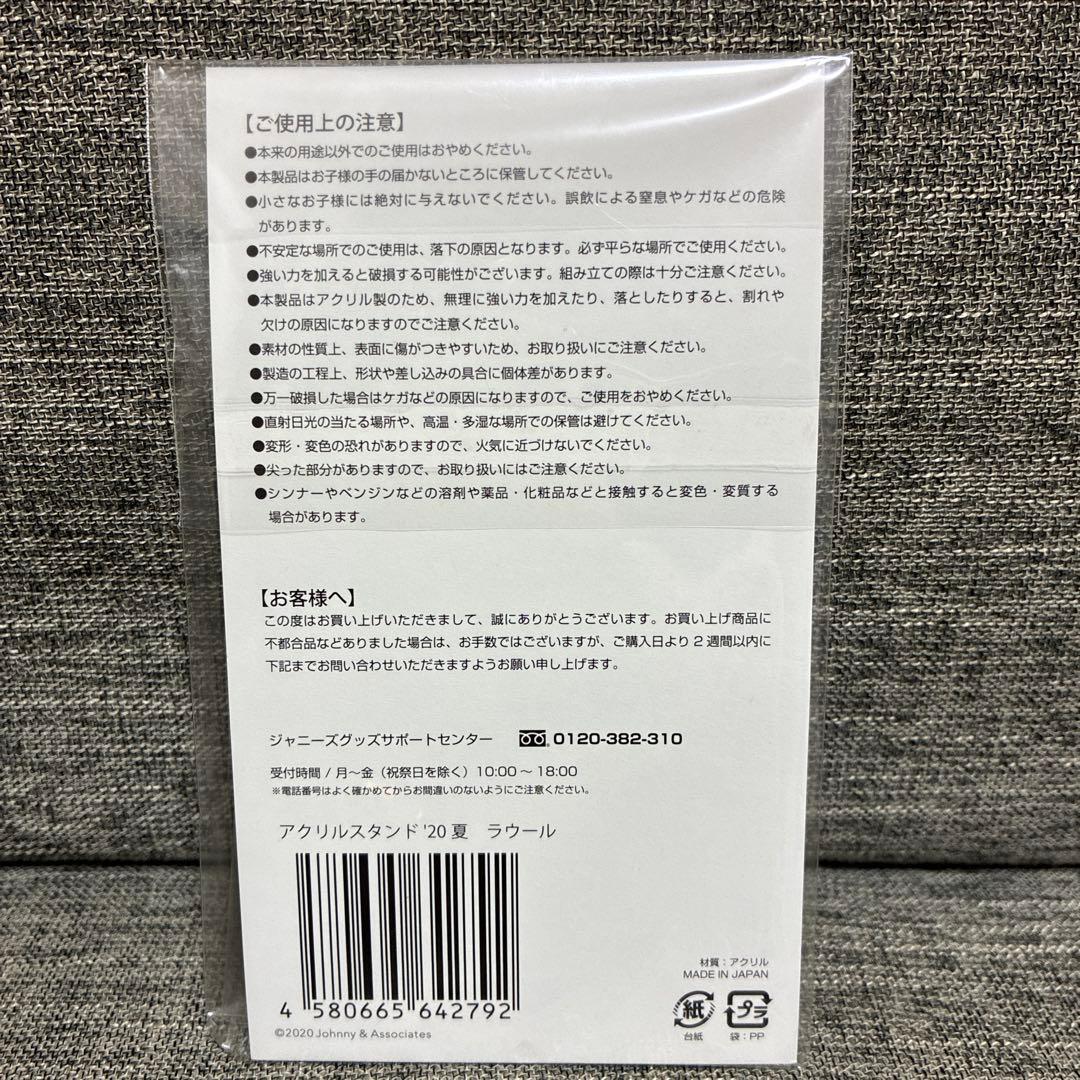 【ご使用上の注意】
●本来の用途以外でのご使用はおやめください。
●本製品はお子様の手の届かないところに保管してください。
●小さなお子様には絶対に与えないでください。誤飲による窒息やケガなどの危険
があります。
●不安定な場所でのご使用は、落下の原因となります。必ず平らな場所でご使用ください。
●強い力を加えると破損する可能性がございます。組み立ての際は十分ご注意ください。
●本製品はアクリル製のため、無理に強い力を加えたり、落としたりすると、割れや
欠けの原因になりますのでご注意ください。
●素材の性質上、表面に傷がつきやすいため、お取り扱いにご注意ください。
●製造の工程上、形状や差し込みの具合に個体差があります。
●万一破損した場合はケガなどの原因になりますので、ご使用をおやめください。
●直射日光の当たる場所や、高温・多湿な場所での保管は避けてください。
●変形・変色の恐れがありますので、火気に近づけないでください。
●尖った部分がありますので、お取り扱いにはご注意ください。
●シンナーやベンジンなどの溶剤や薬品・化粧品などと接触すると変色・変質する
場合があります。
【お客様へ】
この度はお買い上げいただきまして、誠にありがとうございます。お買い上げ商品に
不都合品などありました場合は、お手数ではございますが、ご購入日より2週間以内に
下記までお問い合わせいただきますようお願い申し上げます。
ジャニーズグッズサポートセンター 0120-382-310
受付時間 / 月～金（祝祭日を除く）10:00～18:00
※電話番号はよく確かめてからお間違いのないようにご注意ください。
アクリルスタンド '20 夏 ラウール
4 580665 642792
©2020 Johnny & Associates
材質：アクリル
MADE IN JAPAN
紙 プラ
台紙 袋：PP